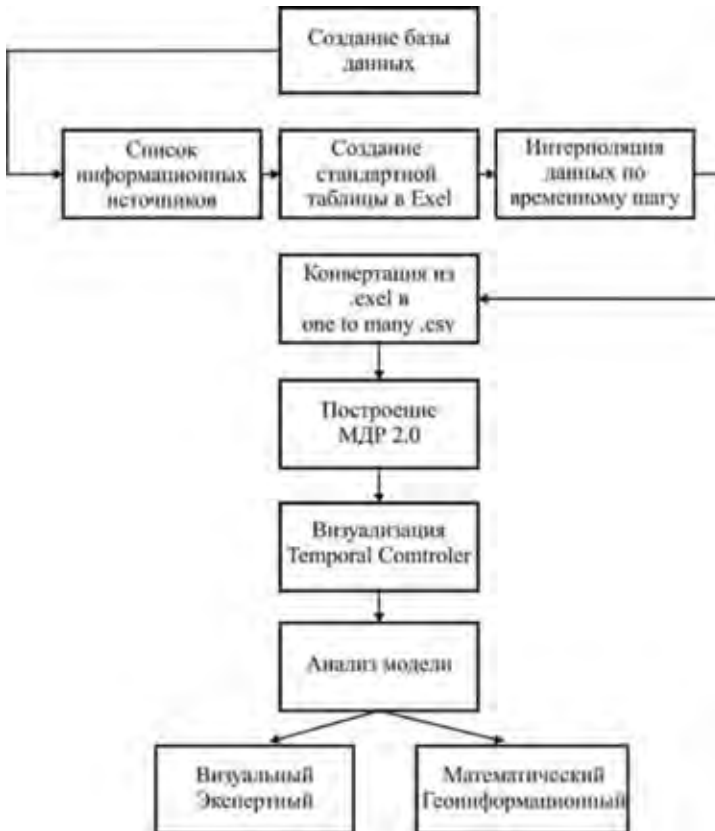 Создание базы
данных
Список
информационных
источников
Создание
стандартной
таблицы в Exel
Интерполяция
данных по
временному шагу
Конвертация из
.exel в
one to many .csv
Построение
МДР 2.0
Визуализация
Temporal Comtroler
Анализ модели
Визуальный
Экспертный
Математический
Геоинформационный